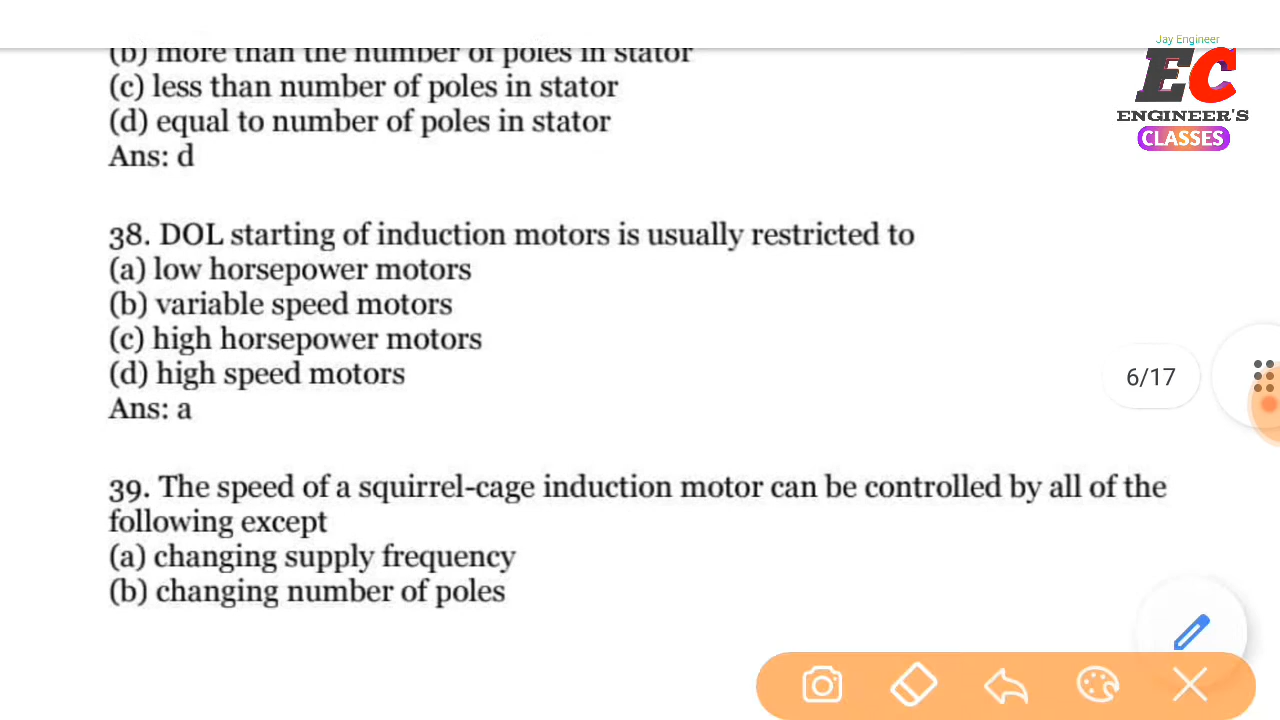 (b) more than the number of poles in stator
(c) less than number of poles in stator
(d) equal to number of poles in stator
Ans: d
38. DOL starting of induction motors is usually restricted to
(a) low horsepower motors
(b) variable speed motors
(c) high horsepower motors
(d) high speed motors
Ans: a
39. The speed of a squirrel-cage induction motor can be controlled by all of the
following except
(a) changing supply frequency
(b) changing number of poles
Jay Engineer
EC
ENGINEER'S
CLASSES
6/17